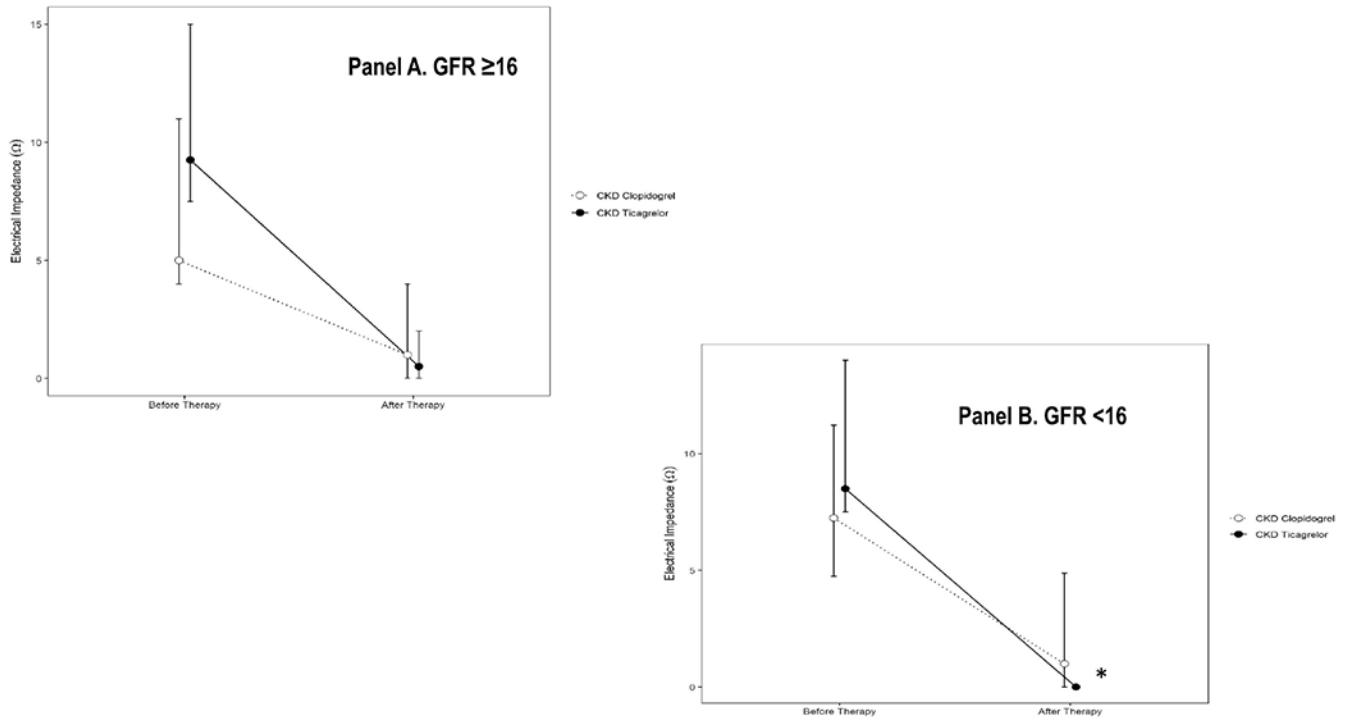 15
Panel A. GFR ≥16
10
Electrical Impedance (Ω)
CKD Clopidogrel
CKD Ticagrelor
5
0
Before Therapy After Therapy
Panel B. GFR <16
10
Electrical Impedance (Ω)
CKD Clopidogrel
CKD Ticagrelor
5
*
0
Before Therapy After Therapy